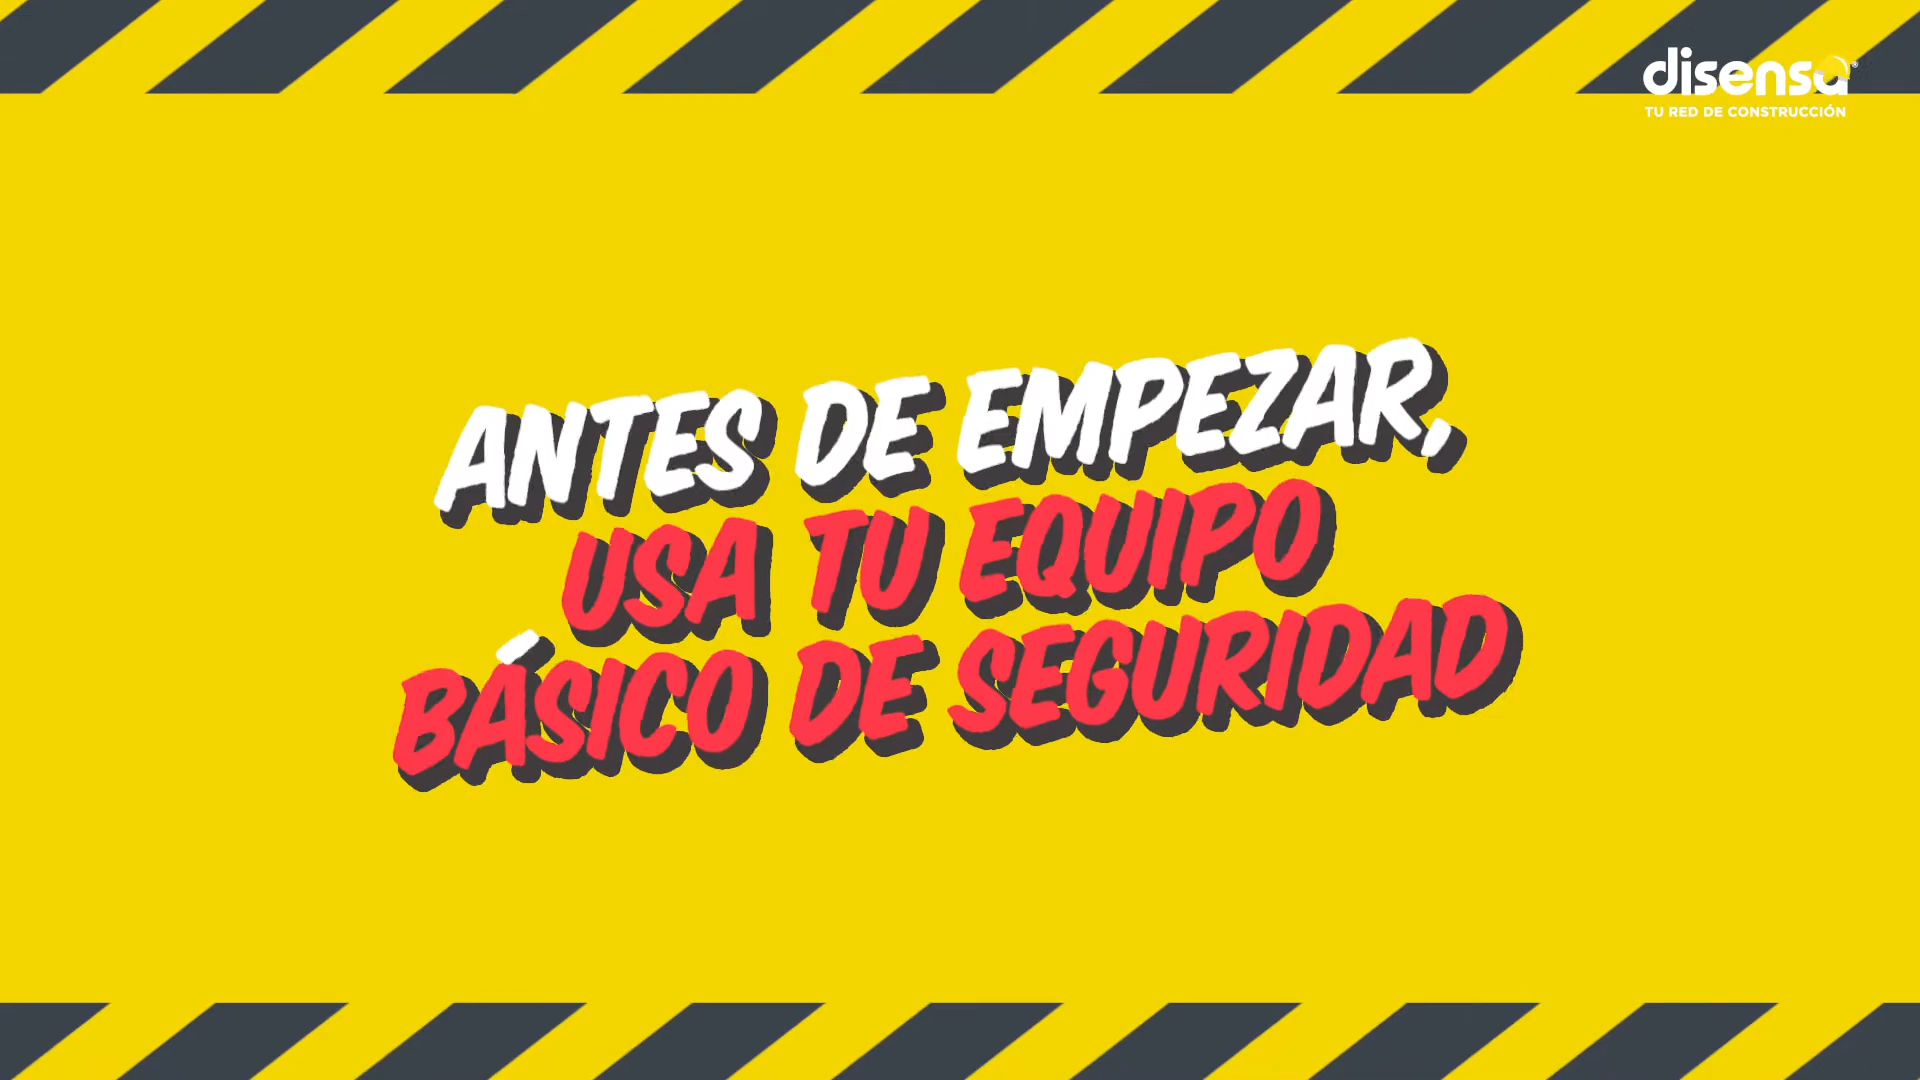 disensa®
TU RED DE CONSTRUCCIÓN
ANTES DE EMPEZAR,
USA TU EQUIPO
BÁSICO DE SEGURIDAD